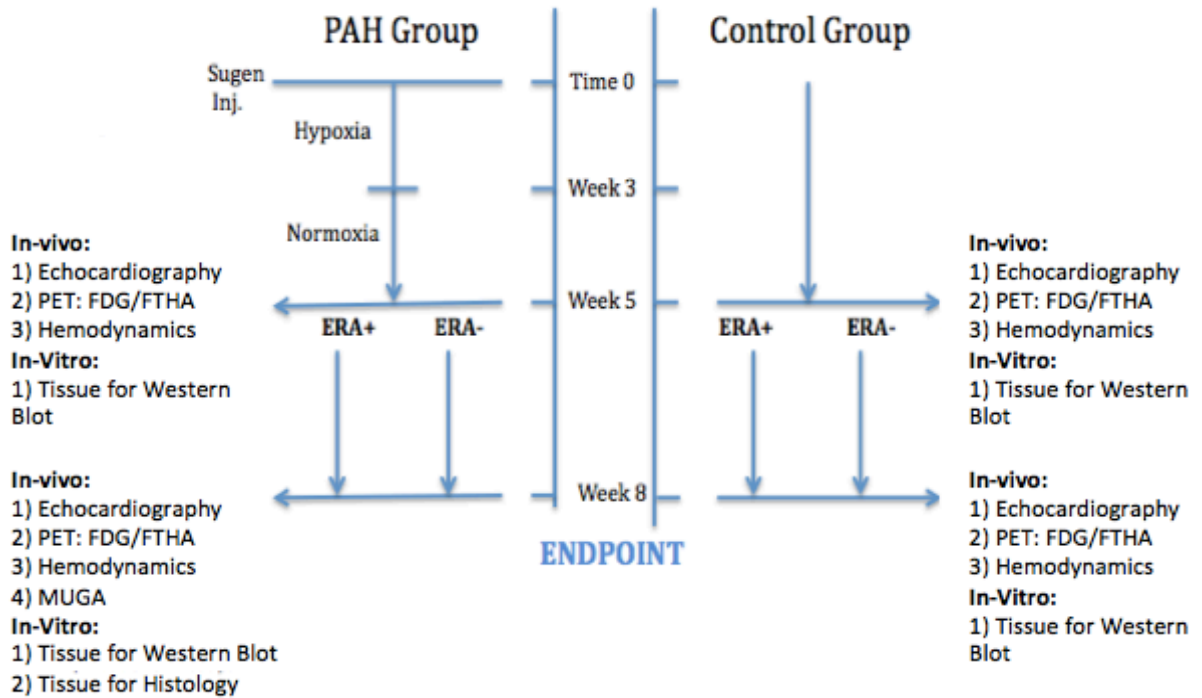 PAH Group
Control Group
Sugen
Inj.
Time 0
Hypoxia
Week 3
Normoxia
In-vivo:
1) Echocardiography
2) PET: FDG/FTHA
3) Hemodynamics
In-Vitro:
1) Tissue for Western
Blot
Week 5
ERA+
ERA-
ERA+
ERA-
In-vivo:
1) Echocardiography
2) PET: FDG/FTHA
3) Hemodynamics
In-Vitro:
1) Tissue for Western
Blot
In-vivo:
1) Echocardiography
2) PET: FDG/FTHA
3) Hemodynamics
4) MUGA
In-Vitro:
1) Tissue for Western Blot
2) Tissue for Histology
Week 8
ENDPOINT
In-vivo:
1) Echocardiography
2) PET: FDG/FTHA
3) Hemodynamics
In-Vitro:
1) Tissue for Western
Blot